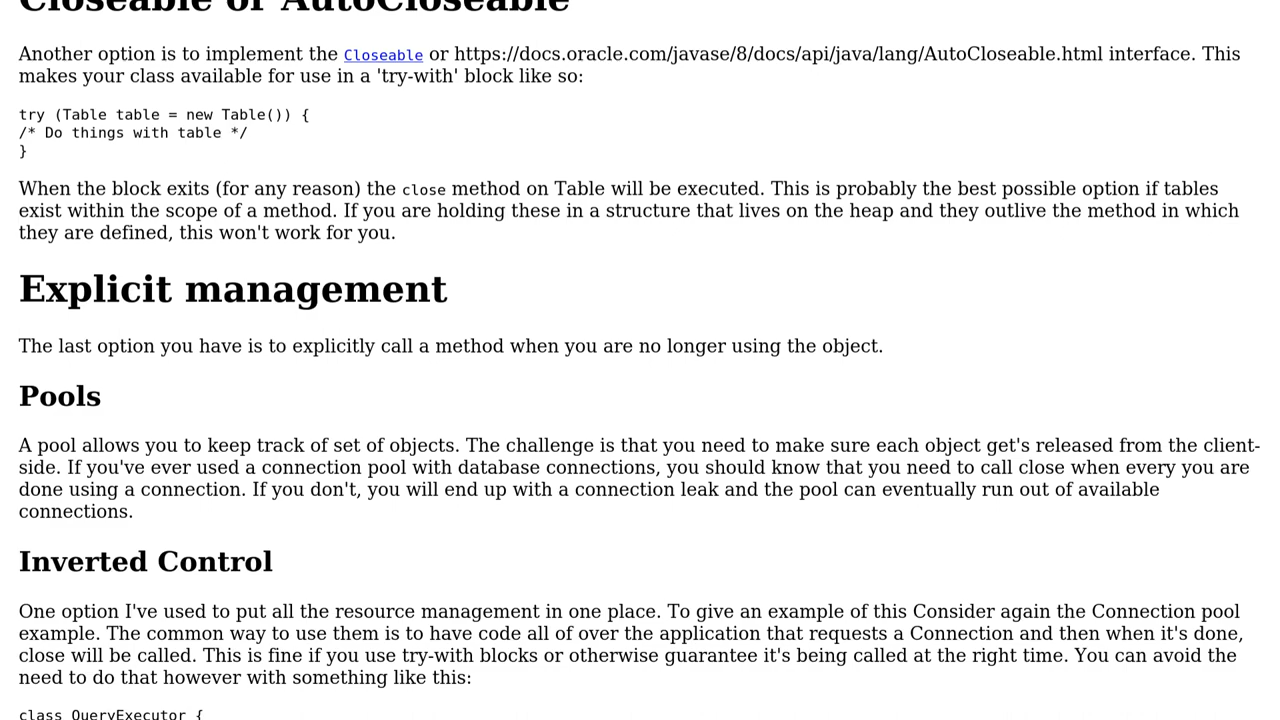 Closeable or AutoCloseable
Another option is to implement the Closeable or https://docs.oracle.com/javase/8/docs/api/java/lang/AutoCloseable.html interface. This
makes your class available for use in a 'try-with' block like so:
try (Table table = new Table()) {
/* Do things with table */
}
When the block exits (for any reason) the close method on Table will be executed. This is probably the best possible option if tables
exist within the scope of a method. If you are holding these in a structure that lives on the heap and they outlive the method in which
they are defined, this won't work for you.
Explicit management
The last option you have is to explicitly call a method when you are no longer using the object.
Pools
A pool allows you to keep track of set of objects. The challenge is that you need to make sure each object get's released from the client-
side. If you've ever used a connection pool with database connections, you should know that you need to call close when every you are
done using a connection. If you don't, you will end up with a connection leak and the pool can eventually run out of available
connections.
Inverted Control
One option I've used to put all the resource management in one place. To give an example of this Consider again the Connection pool
example. The common way to use them is to have code all of over the application that requests a Connection and then when it's done,
close will be called. This is fine if you use try-with blocks or otherwise guarantee it's being called at the right time. You can avoid the
need to do that however with something like this:
class QueryExecutor {